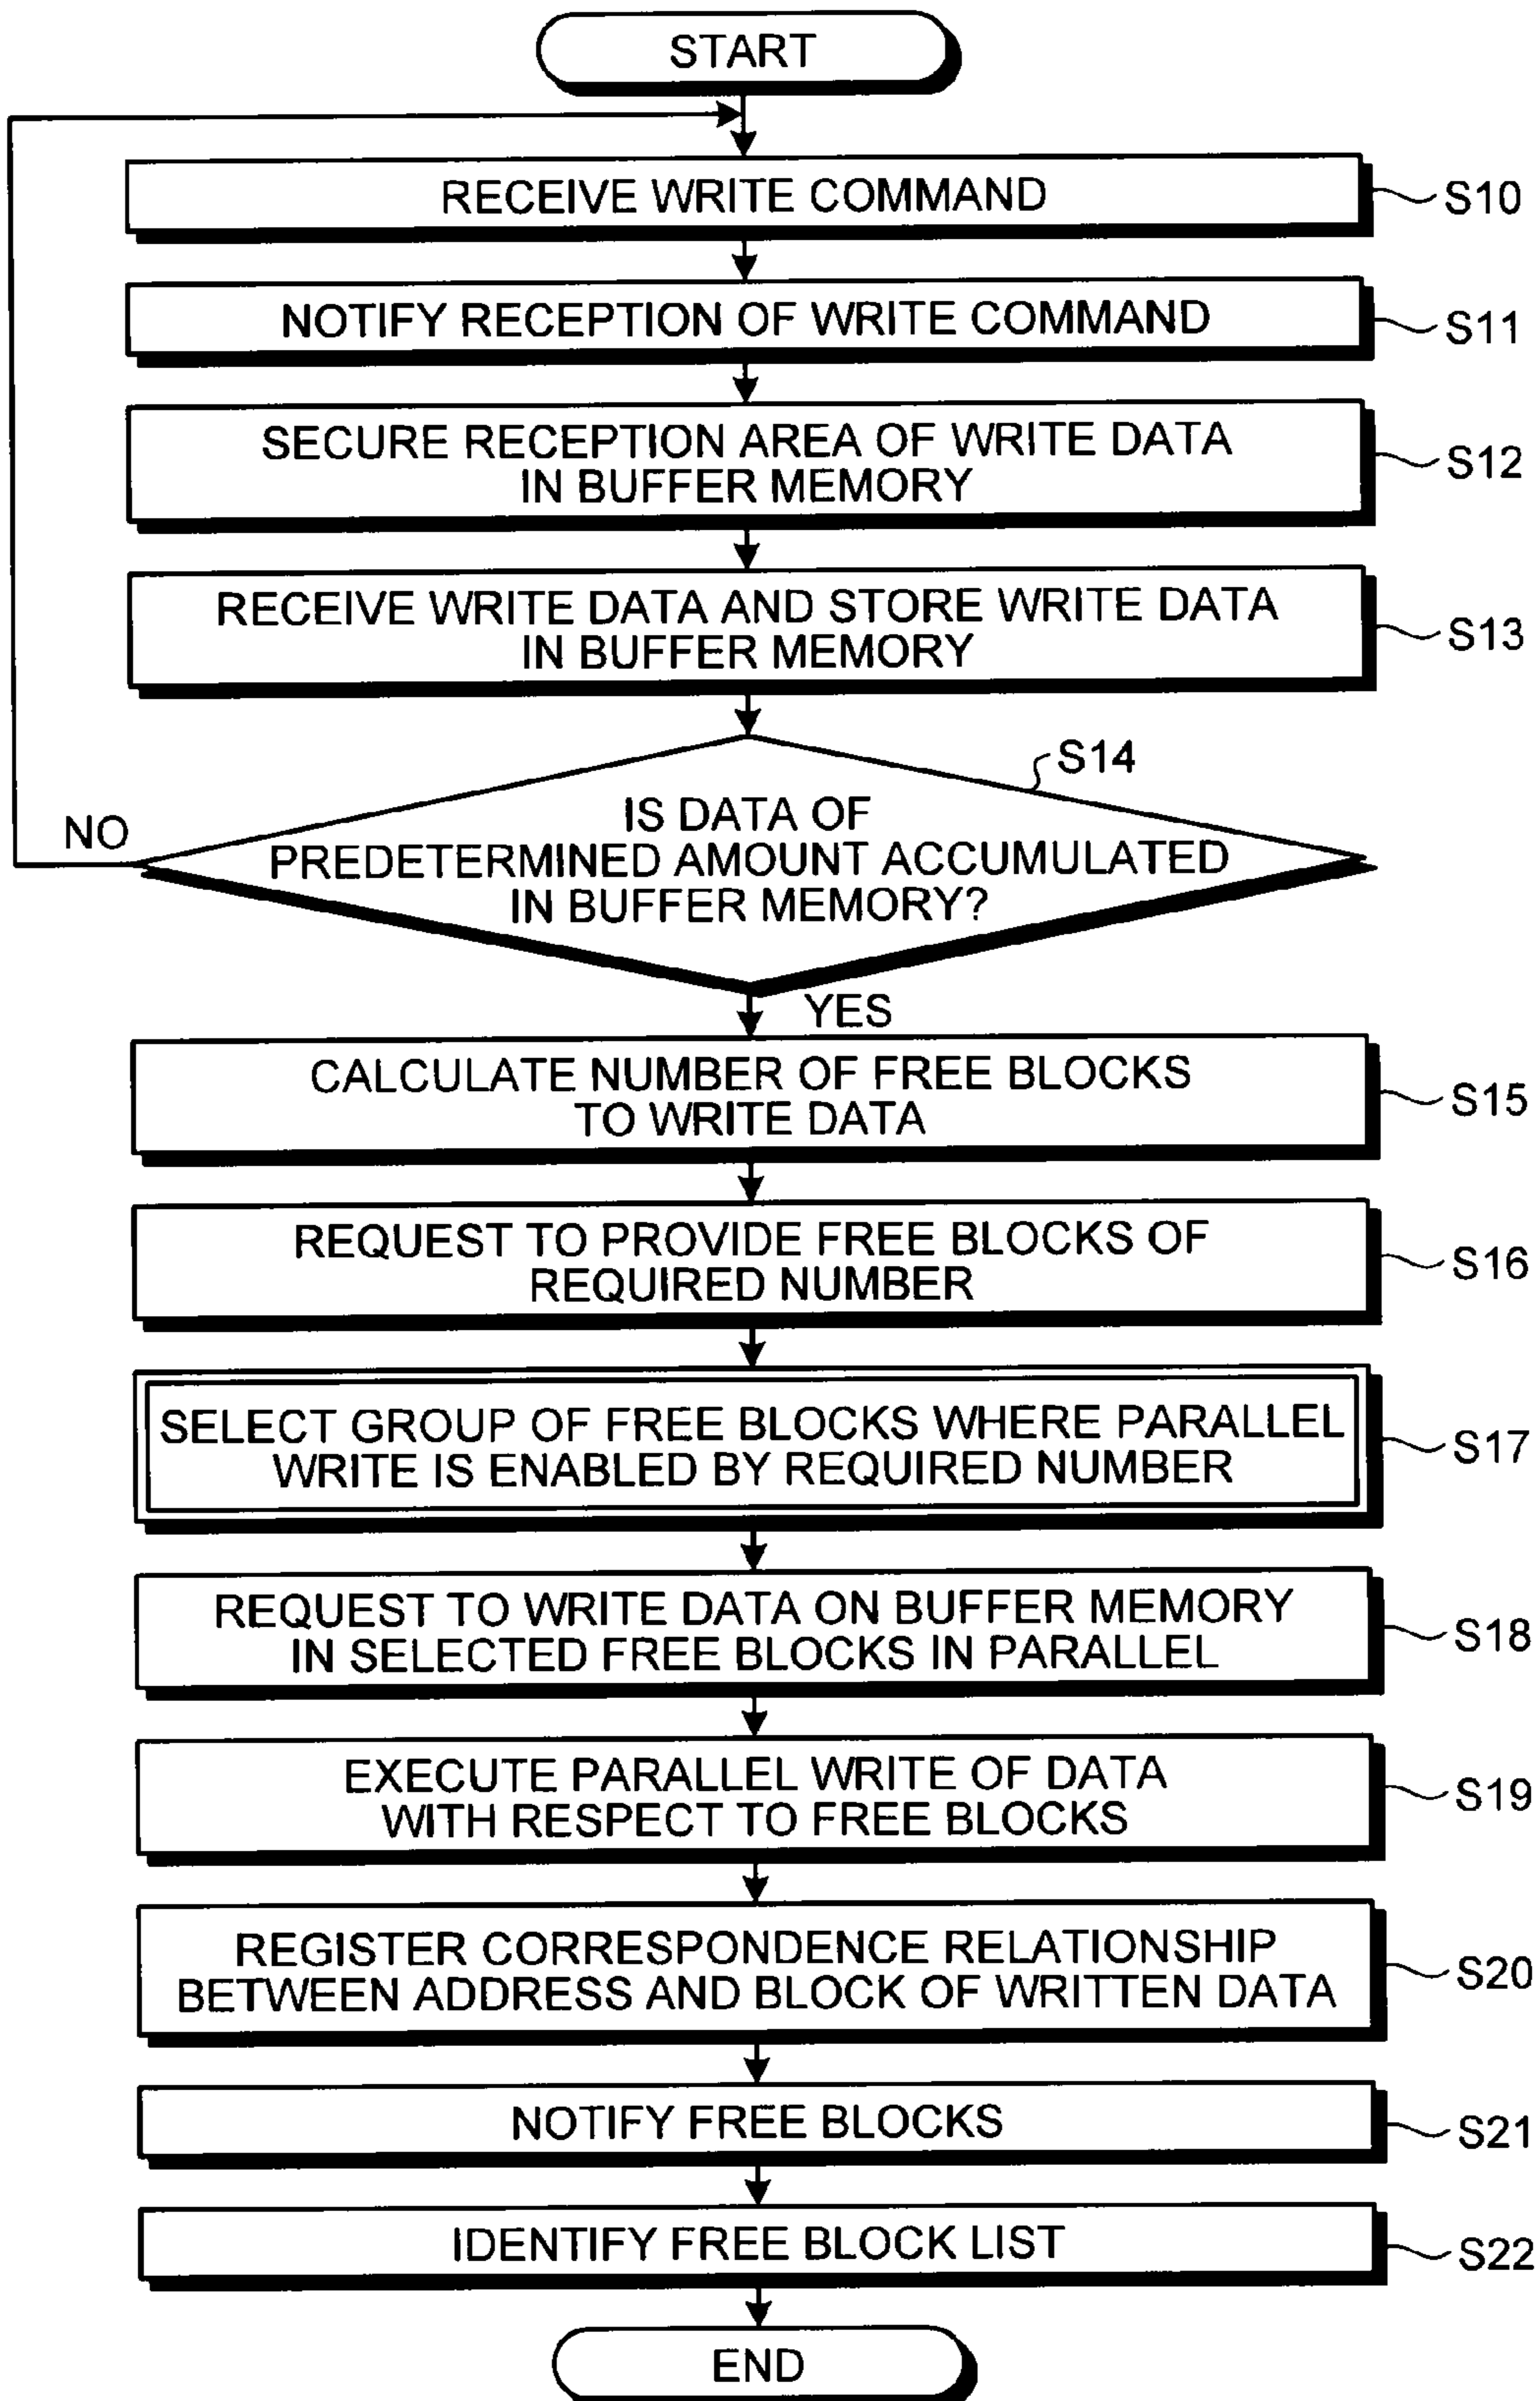 START
RECEIVE WRITE COMMAND
S10
NOTIFY RECEPTION OF WRITE COMMAND
S11
SECURE RECEPTION AREA OF WRITE DATA
IN BUFFER MEMORY
S12
RECEIVE WRITE DATA AND STORE WRITE DATA
IN BUFFER MEMORY
S13
S14
IS DATA OF
PREDETERMINED AMOUNT ACCUMULATED
IN BUFFER MEMORY?
NO
YES
CALCULATE NUMBER OF FREE BLOCKS
TO WRITE DATA
S15
REQUEST TO PROVIDE FREE BLOCKS OF
REQUIRED NUMBER
S16
SELECT GROUP OF FREE BLOCKS WHERE PARALLEL
WRITE IS ENABLED BY REQUIRED NUMBER
S17
REQUEST TO WRITE DATA ON BUFFER MEMORY
IN SELECTED FREE BLOCKS IN PARALLEL
S18
EXECUTE PARALLEL WRITE OF DATA
WITH RESPECT TO FREE BLOCKS
S19
REGISTER CORRESPONDENCE RELATIONSHIP
BETWEEN ADDRESS AND BLOCK OF WRITTEN DATA
S20
NOTIFY FREE BLOCKS
S21
IDENTIFY FREE BLOCK LIST
S22
END